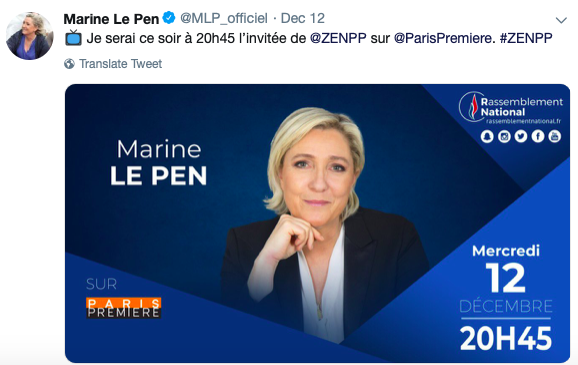 Marine Le Pen @MLP_officiel · Dec 12
Je serai ce soir à 20h45 l’invitée de @ZENPP sur @ParisPremiere. #ZENPP
Translate Tweet
Rassemblement
National
rassemblementnational.fr
Marine
LE PEN
SUR
PARIS
PREMIERE
Mercredi
12
DÉCEMBRE
20H45